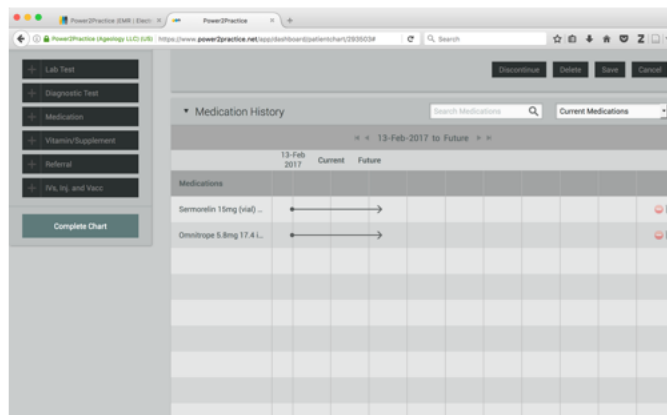 Power2Practice (EMR | Electr
Power2Practice
Power2Practice (Ageology LLC) (US)
https://www.power2practice.net/app/dashboard/patientchart/293503#
Search
Lab Test
Diagnostic Test
Medication
Vitamin/Supplement
Referral
IVs, Inj. and Vacc
Complete Chart
Discontinue
Delete
Save
Cancel
Medication History
Search Medications
Current Medications
13-Feb-2017 to Future
13-Feb
2017
Current
Future
Medications
Sermorelin 15mg (vial) ...
Omnitrope 5.8mg 17.4 i...